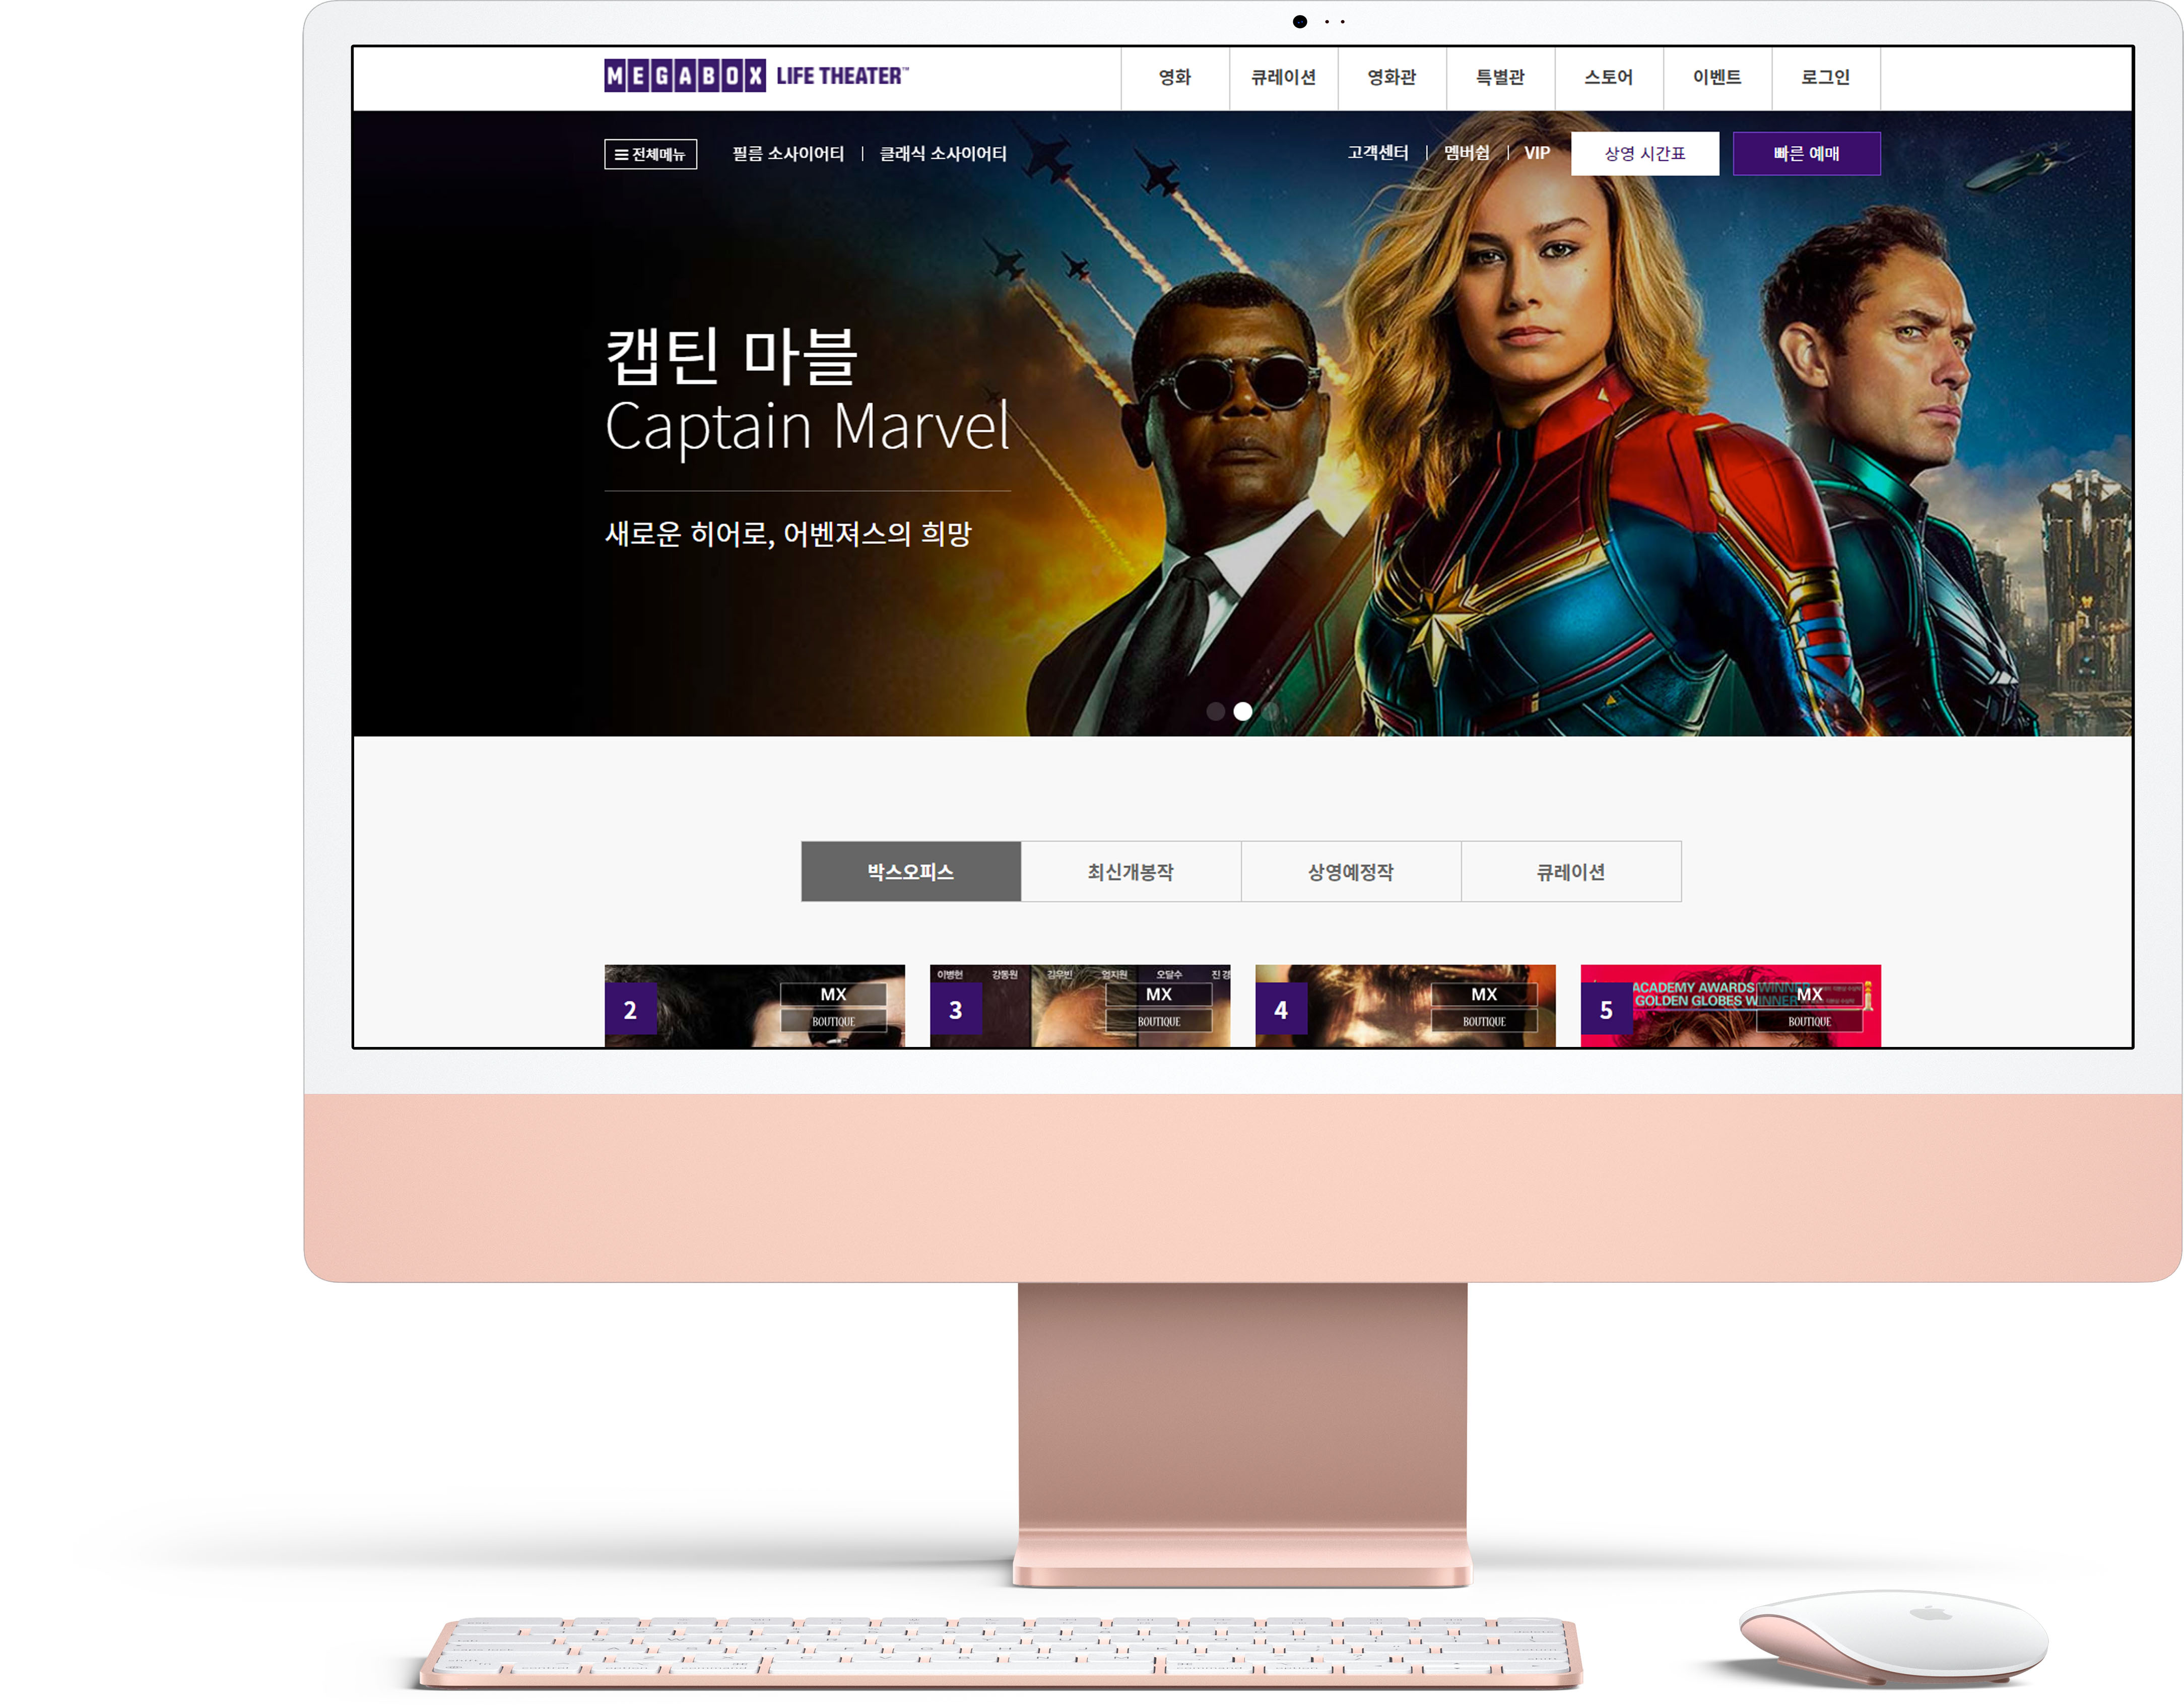 MEGABOX LIFE THEATER™
영화 큐레이션 영화관 특별관 스토어 이벤트 로그인
전체메뉴 필름 소사이어티 | 클래식 소사이어티 고객센터 | 멤버쉽 | VIP 상영 시간표 빠른 예매
캡틴 마블
Captain Marvel
새로운 히어로, 어벤져스의 희망
박스오피스 최신개봉작 상영예정작 큐레이션
2 MX BOUTIQUE
이병헌 강동원 김우빈 엄지원 오달수 진경
3 MX BOUTIQUE
4 MX BOUTIQUE
ACADEMY AWARDS WINNER
GOLDEN GLOBES WINNER
5 MX BOUTIQUE